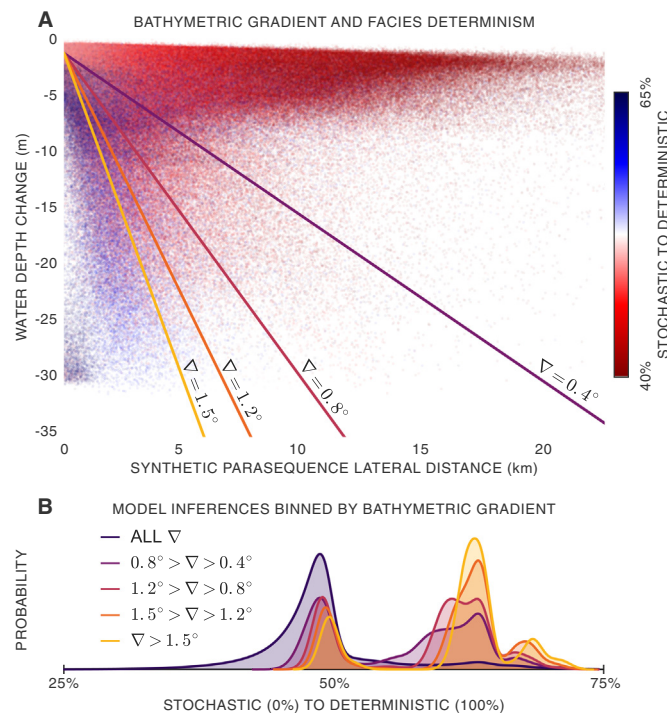 A
BATHYMETRIC GRADIENT AND FACIES DETERMINISM
0
-5
-10
-15
-20
-25
-30
-35
WATER DEPTH CHANGE (m)
∇=1.5°
∇=1.2°
∇=0.8°
∇=0.4°
0
5
10
15
20
SYNTHETIC PARASEQUENCE LATERAL DISTANCE (km)
65%
40%
STOCHASTIC TO DETERMINISTIC
B
MODEL INFERENCES BINNED BY BATHYMETRIC GRADIENT
ALL ∇
0.8° > ∇ > 0.4°
1.2° > ∇ > 0.8°
1.5° > ∇ > 1.2°
∇ > 1.5°
PROBABILITY
25%
50%
75%
STOCHASTIC (0%) TO DETERMINISTIC (100%)